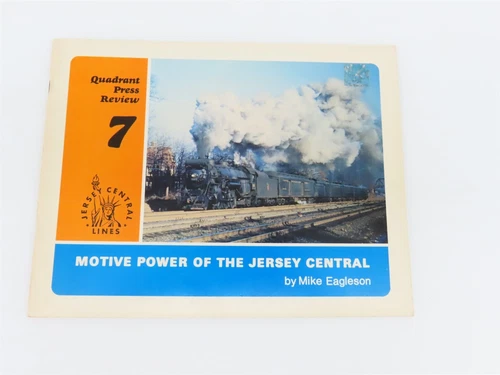 Quadrant
Press
Review
7
JERSEY CENTRAL
LINES
MOTIVE POWER OF THE JERSEY CENTRAL
by Mike Eagleson